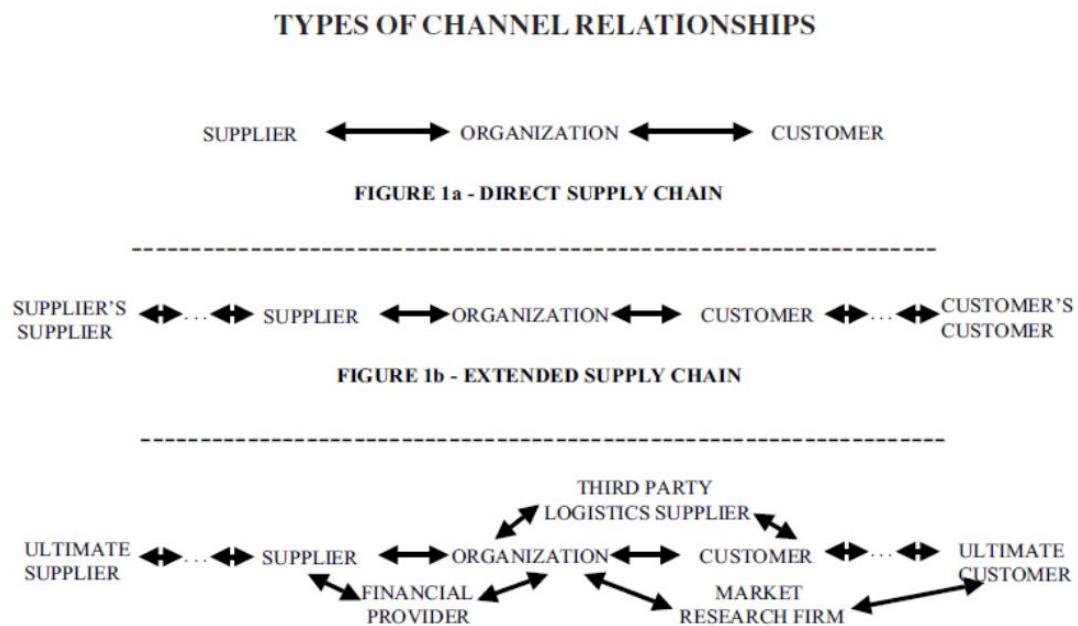 TYPES OF CHANNEL RELATIONSHIPS
SUPPLIER ORGANIZATION CUSTOMER
FIGURE 1a - DIRECT SUPPLY CHAIN
SUPPLIER’S
SUPPLIER
... SUPPLIER ORGANIZATION CUSTOMER ...
CUSTOMER’S
CUSTOMER
FIGURE 1b - EXTENDED SUPPLY CHAIN
THIRD PARTY
LOGISTICS SUPPLIER
ULTIMATE
SUPPLIER
... SUPPLIER ORGANIZATION CUSTOMER ...
ULTIMATE
CUSTOMER
FINANCIAL
PROVIDER
MARKET
RESEARCH FIRM